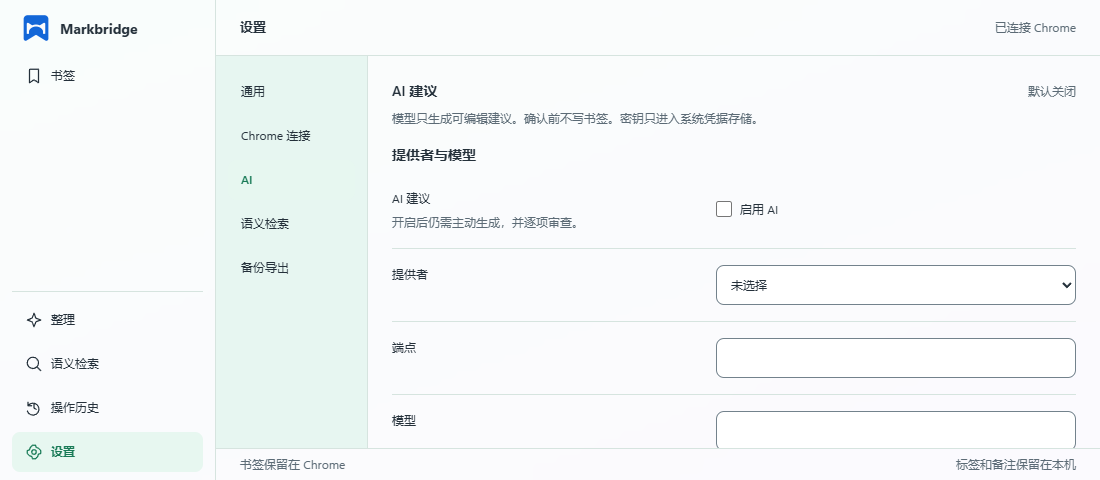 Markbridge
书签
整理
语义检索
操作历史
设置
设置
已连接 Chrome
通用
Chrome 连接
AI
语义检索
备份导出
AI 建议
默认关闭
模型只生成可编辑建议。确认前不写书签。密钥只进入系统凭据存储。
提供者与模型
AI 建议
开启后仍需主动生成，并逐项审查。
启用 AI
提供者
未选择
端点
模型
书签保留在 Chrome
标签和备注保留在本机